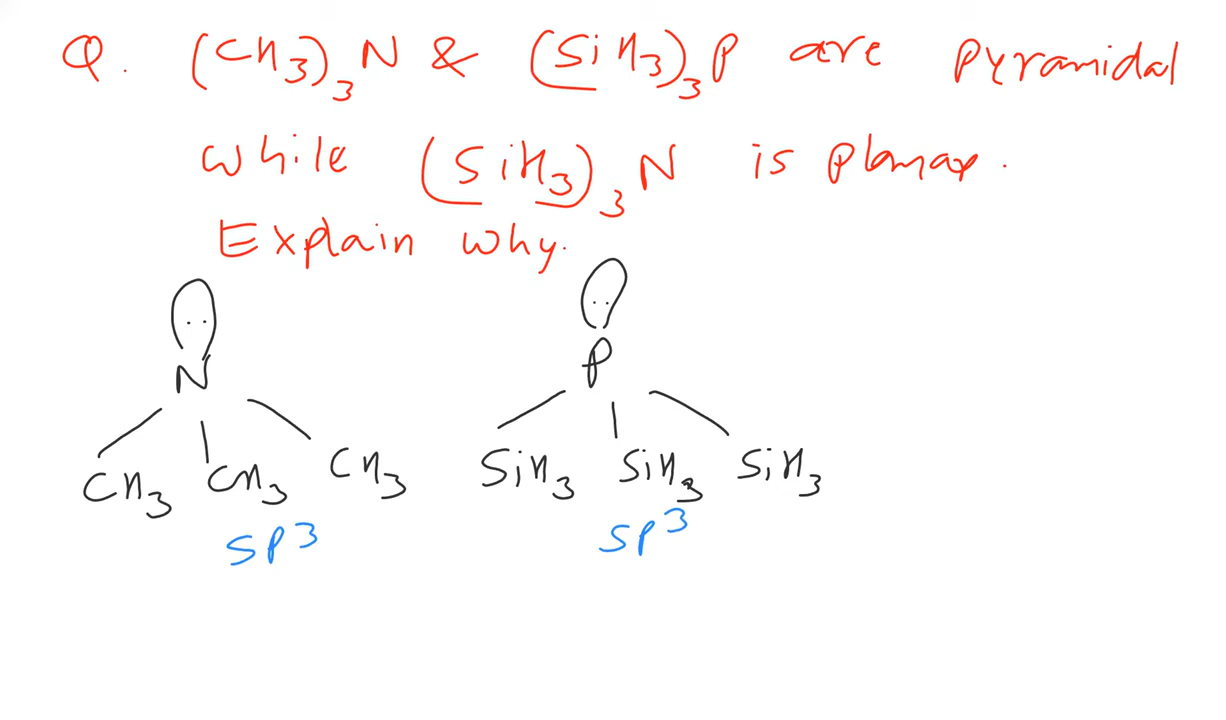 Q. (CH3)3N & (SiH3)3P are pyramidal
while (SiH3)3N is planar.
Explain why.
N P
CH3 CH3 CH3 SiH3 SiH3 SiH3
SP3 SP3